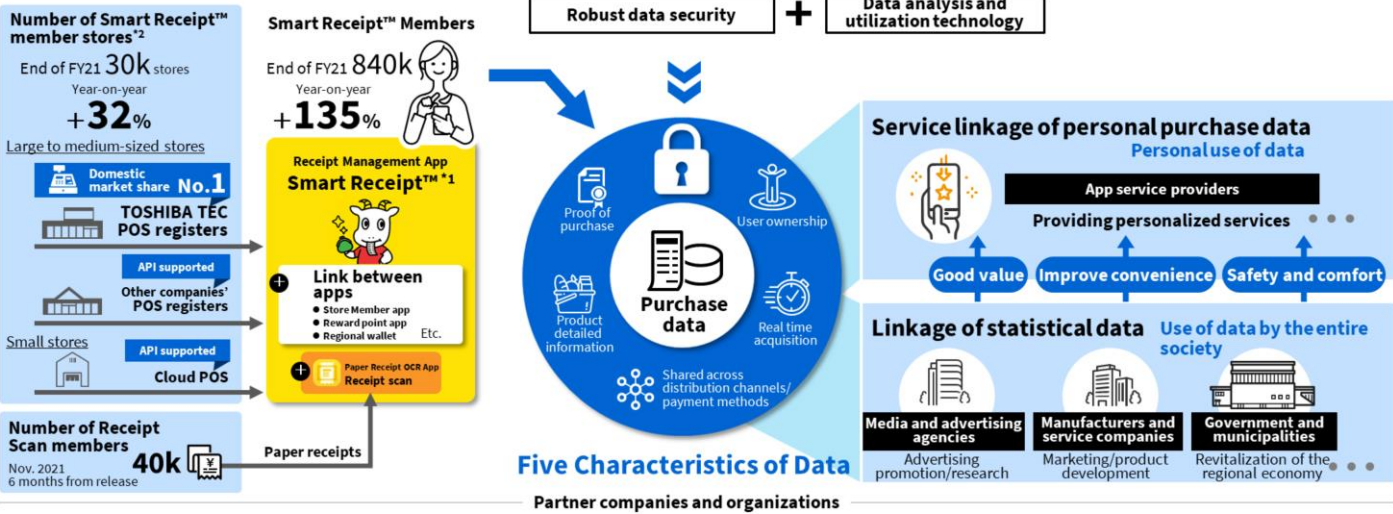 Number of Smart Receipt™
member stores*2
End of FY21 30k stores
Year-on-year
+32%
Large to medium-sized stores
Domestic
market share No.1
TOSHIBA TEC
POS registers
API supported
Other companies'
POS registers
Small stores
API supported
Cloud POS
Number of Receipt
Scan members
Nov. 2021
6 months from release
40k
¥
Smart Receipt™ Members
End of FY21 840k
Year-on-year
+135%
Receipt Management App
Smart Receipt™ *1
+
Link between
apps
● Store Member app
● Reward point app
● Regional wallet
Etc.
+
Paper Receipt OCR App
Receipt scan
Paper receipts
Robust data security
+
Data analysis and
utilization technology
Proof of
purchase
User ownership
Purchase
data
Product
detailed
information
Real time
acquisition
Shared across
distribution channels/
payment methods
Five Characteristics of Data
Service linkage of personal purchase data
Personal use of data
App service providers
Providing personalized services
Good value
Improve convenience
Safety and comfort
Linkage of statistical data
Use of data by the entire
society
Media and advertising
agencies
Advertising
promotion/research
Manufacturers and
service companies
Marketing/product
development
Government and
municipalities
Revitalization of the
regional economy
Partner companies and organizations